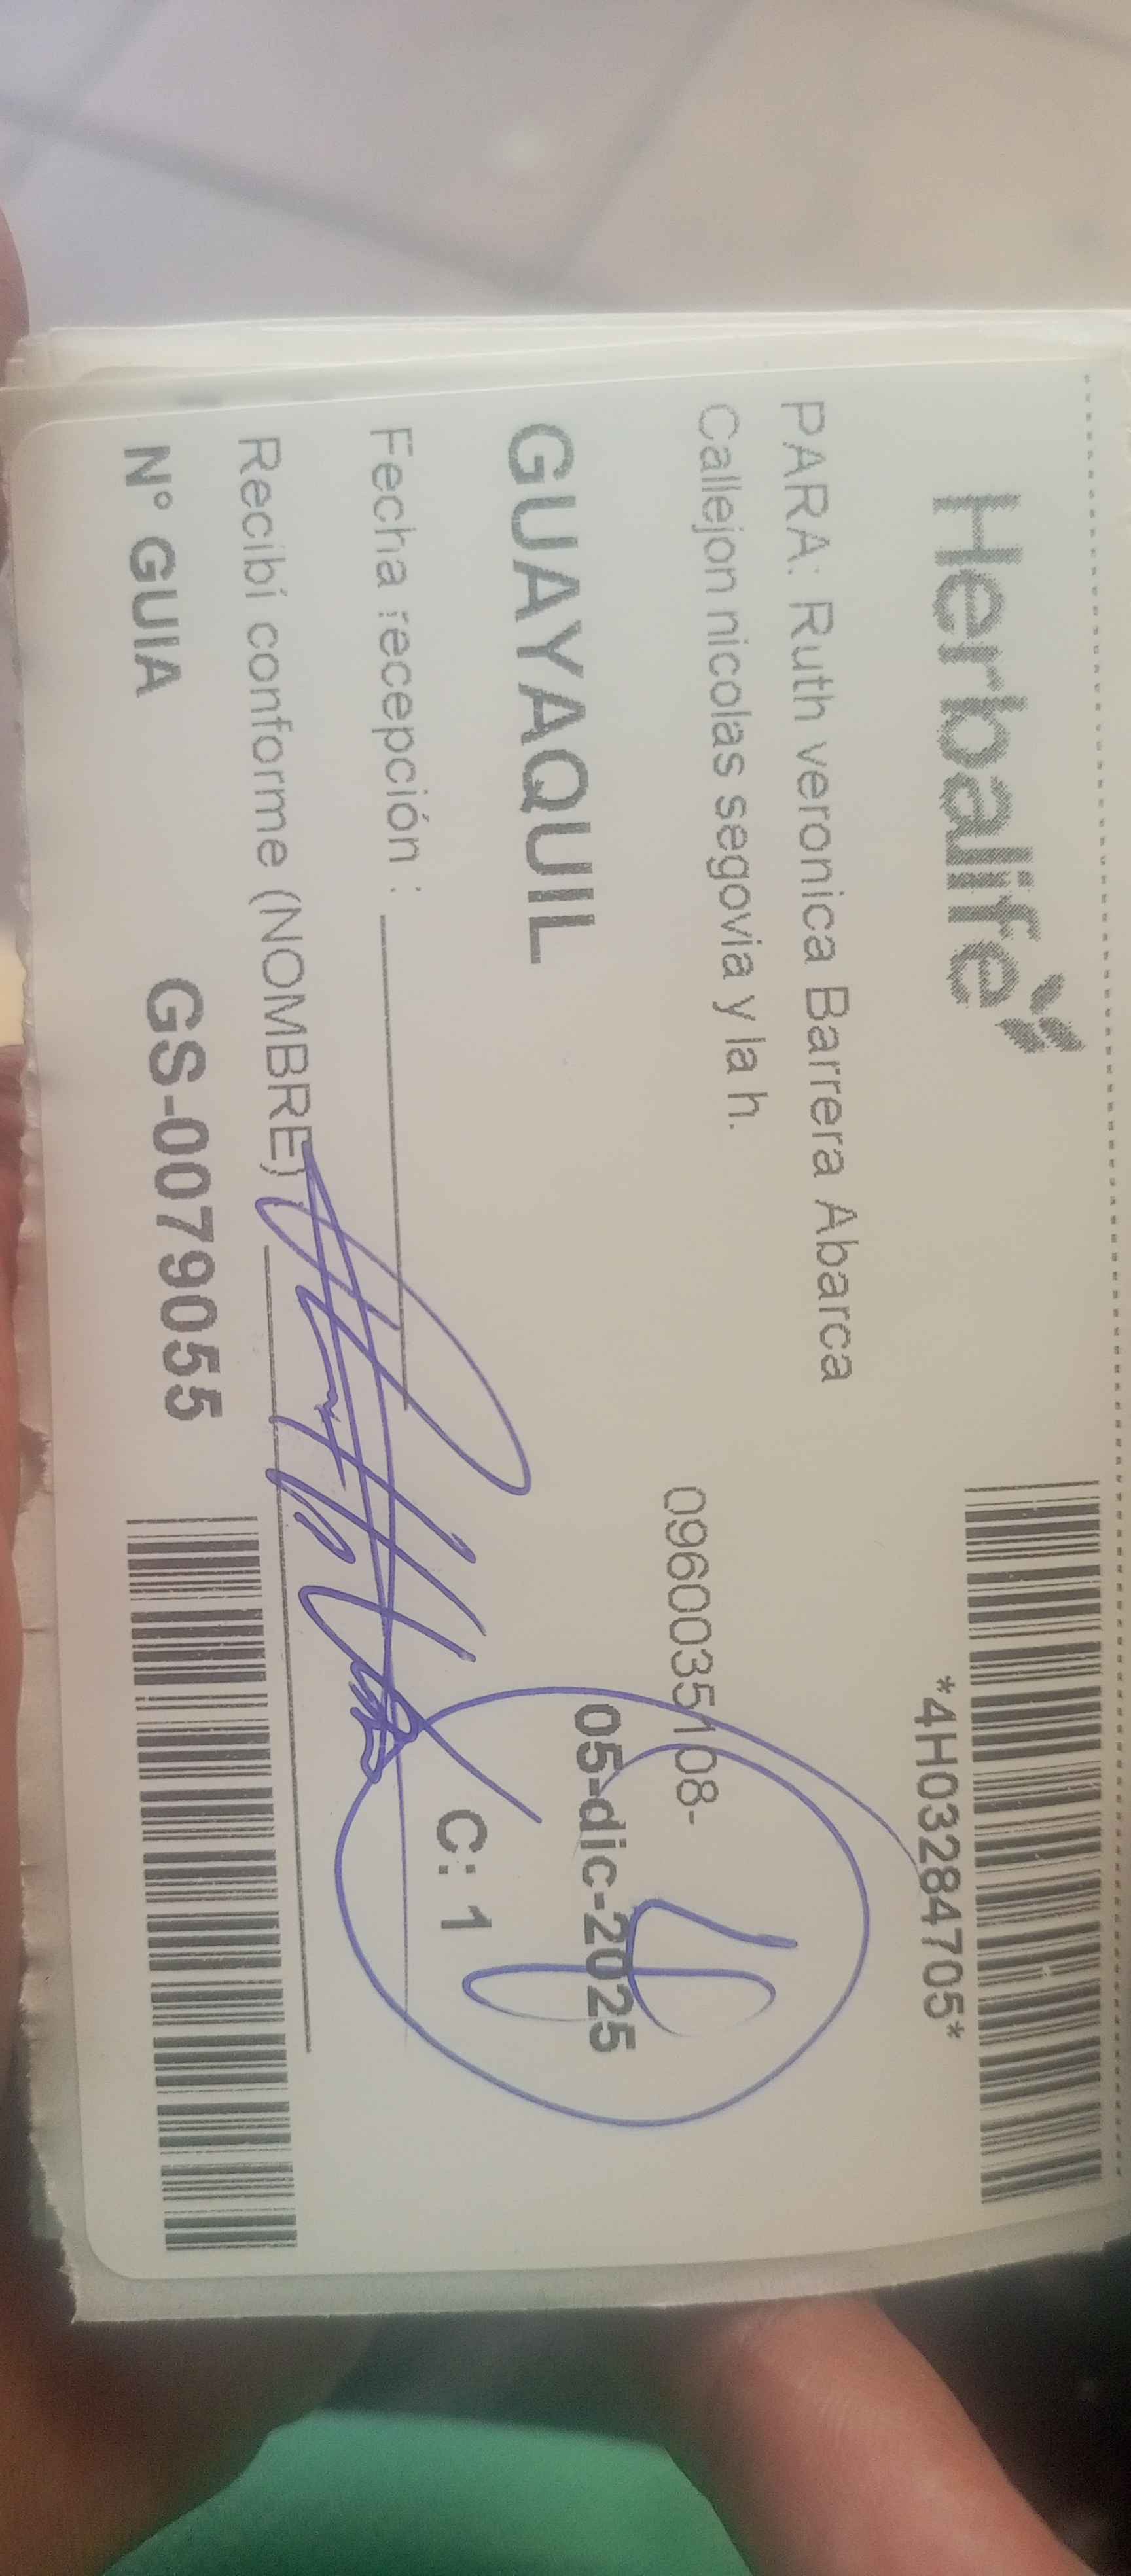 Herbalife
*4H03284705*
PARA: Ruth veronica Barrera Abarca
Callejon nicolas segovia y la h.
0960035108-
GUAYAQUIL
05-dic-2025
C: 1
Fecha recepción :
Recibí conforme (NOMBRE)
N° GUIA
GS-0079055